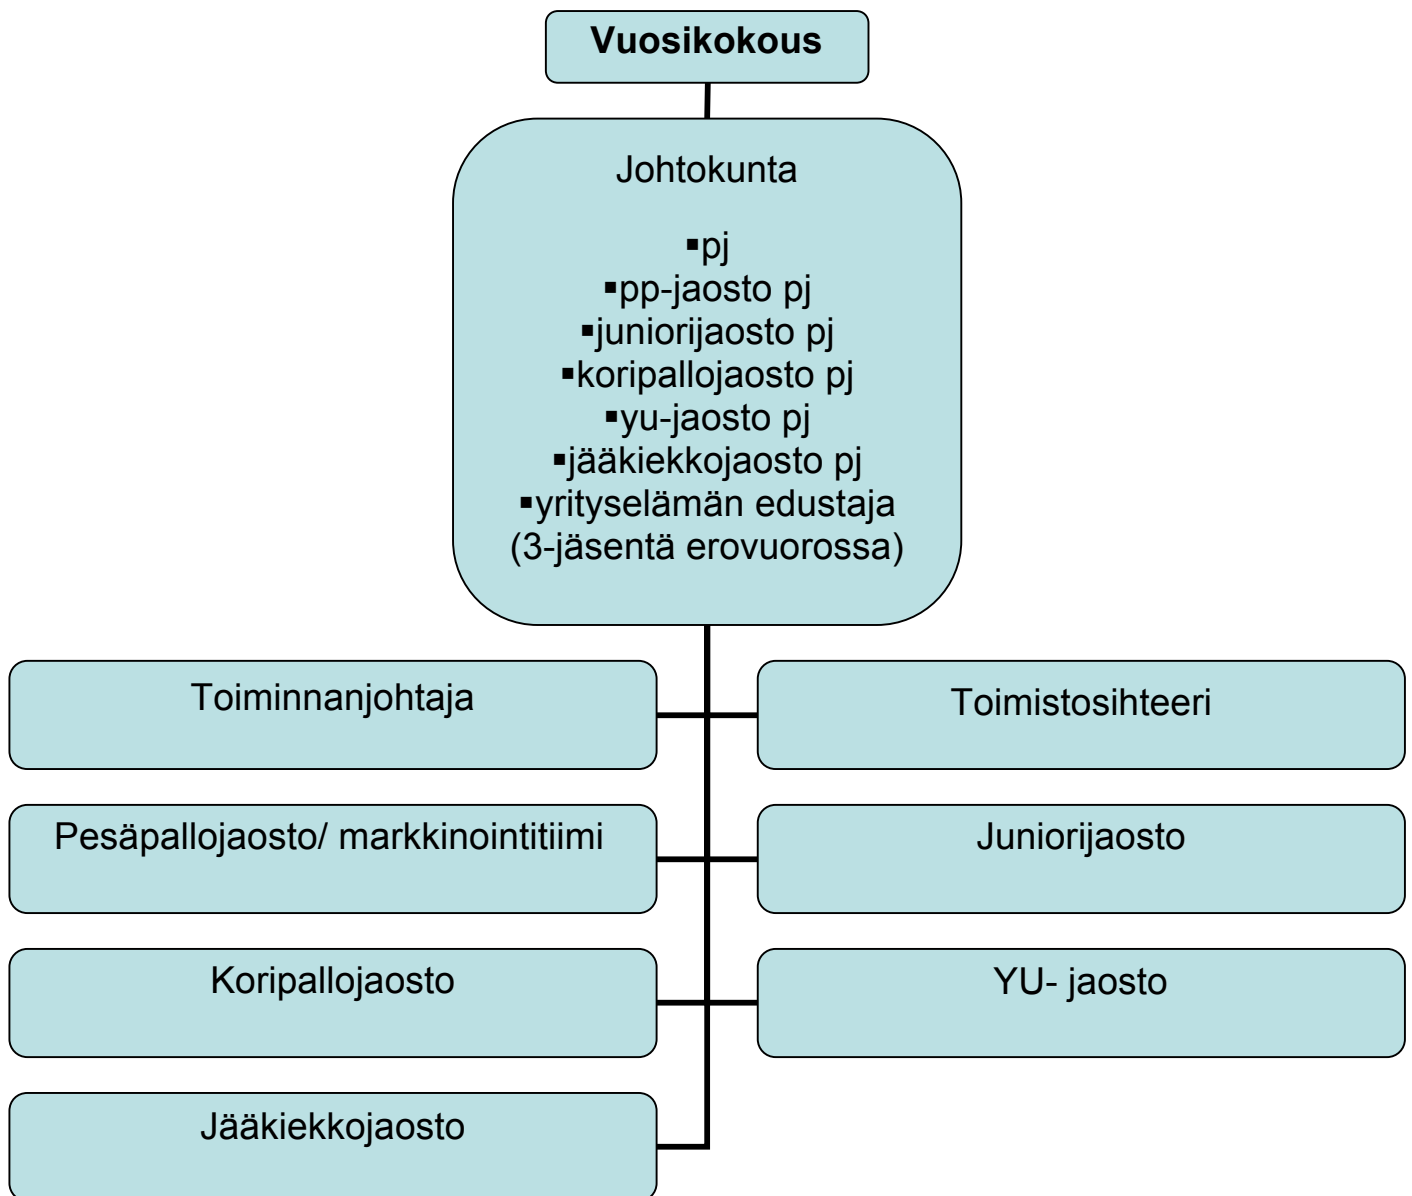 Vuosikokous
Johtokunta
▪pj
▪pp-jaosto pj
▪juniorijaosto pj
▪koripallojaosto pj
▪yu-jaosto pj
▪jääkiekkojaosto pj
▪yrityselämän edustaja
(3-jäsentä erovuorossa)
Toiminnanjohtaja
Toimistosihteeri
Pesäpallojaosto/ markkinointitiimi
Juniorijaosto
Koripallojaosto
YU- jaosto
Jääkiekkojaosto